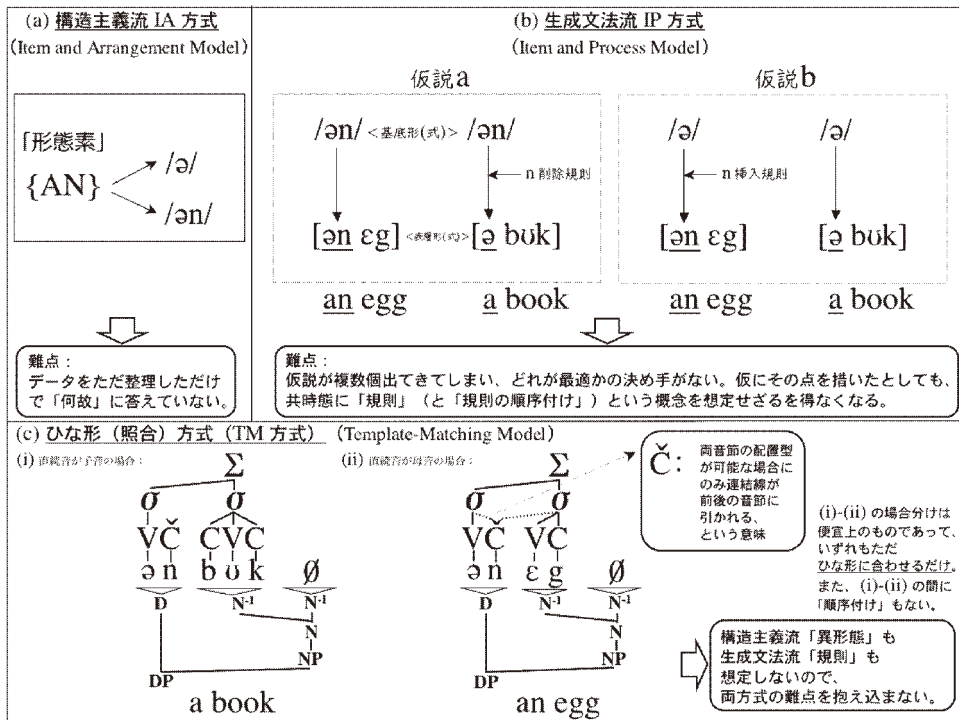 (a) 構造主義流 IA 方式
(Item and Arrangement Model)
「形態素」
{AN}
/ə/
/ən/
難点：
データをただ整理しただけ
で「何故」に答えていない。
(b) 生成文法流 IP 方式
(Item and Process Model)
仮説a
/ən/ <基底形(式)> /ən/
n 削除規則
[ən ɛg] <表層形(式)> [ə bʊk]
an egg a book
仮説b
/ə/ /ə/
n 挿入規則
[ən ɛg] [ə bʊk]
an egg a book
難点：
仮説が複数個出てきてしまい、どれが最適かの決め手がない。仮にその点を措いたとしても、
共時態に「規則」（と「規則の順序付け」）という概念を想定せざるを得なくなる。
(c) ひな形（照合）方式（TM 方式） (Template-Matching Model)
(i) 直続音が子音の場合：
Σ
σ σ
V Č C V C
ə n b ʊ k ∅
D N-1 N-1
N
NP
DP
a book
(ii) 直続音が母音の場合：
Σ
σ σ
V Č V C
ə n ɛ g ∅
D N-1 N-1
N
NP
DP
an egg
Č：
両音節の配置型
が可能な場合に
のみ連結線が
前後の音節に
引かれる、
という意味
(i)-(ii) の場合分けは
便宜上のものであって、
いずれもただ
ひな形に合わせるだけ。
また、(i)-(ii) の間に
「順序付け」もない。
構造主義流「異形態」も
生成文法流「規則」も
想定しないので、
両方式の難点を抱え込まない。